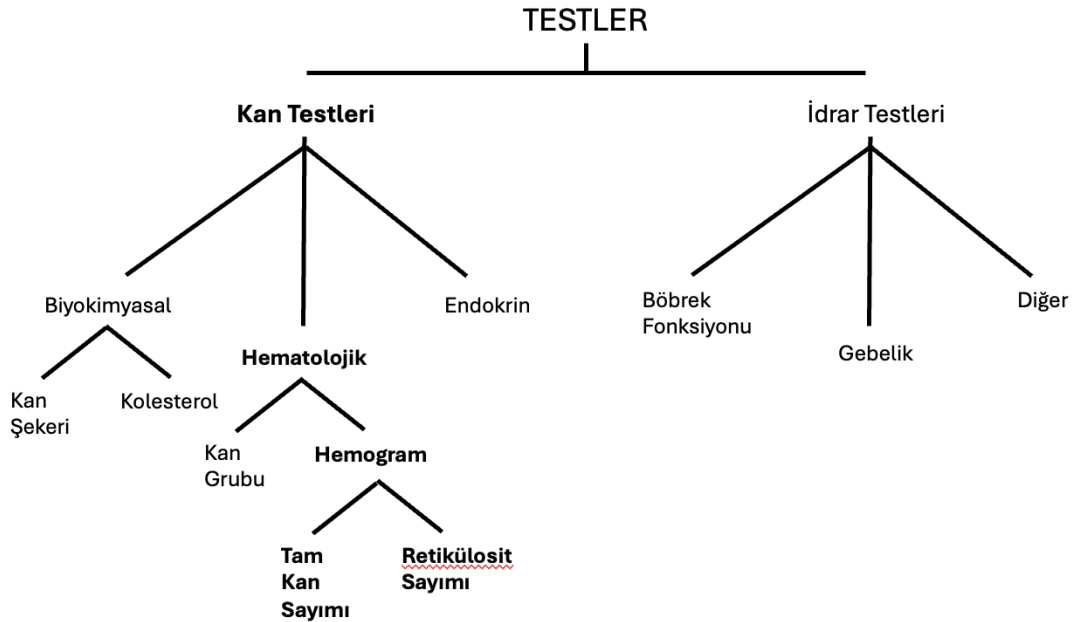 TESTLER
Kan Testleri
İdrar Testleri
Biyokimyasal
Endokrin
Böbrek
Fonksiyonu
Diğer
Hematolojik
Gebelik
Kan
Şekeri
Kolesterol
Kan
Grubu
Hemogram
Tam
Kan
Sayımı
Retikülosit
Sayımı